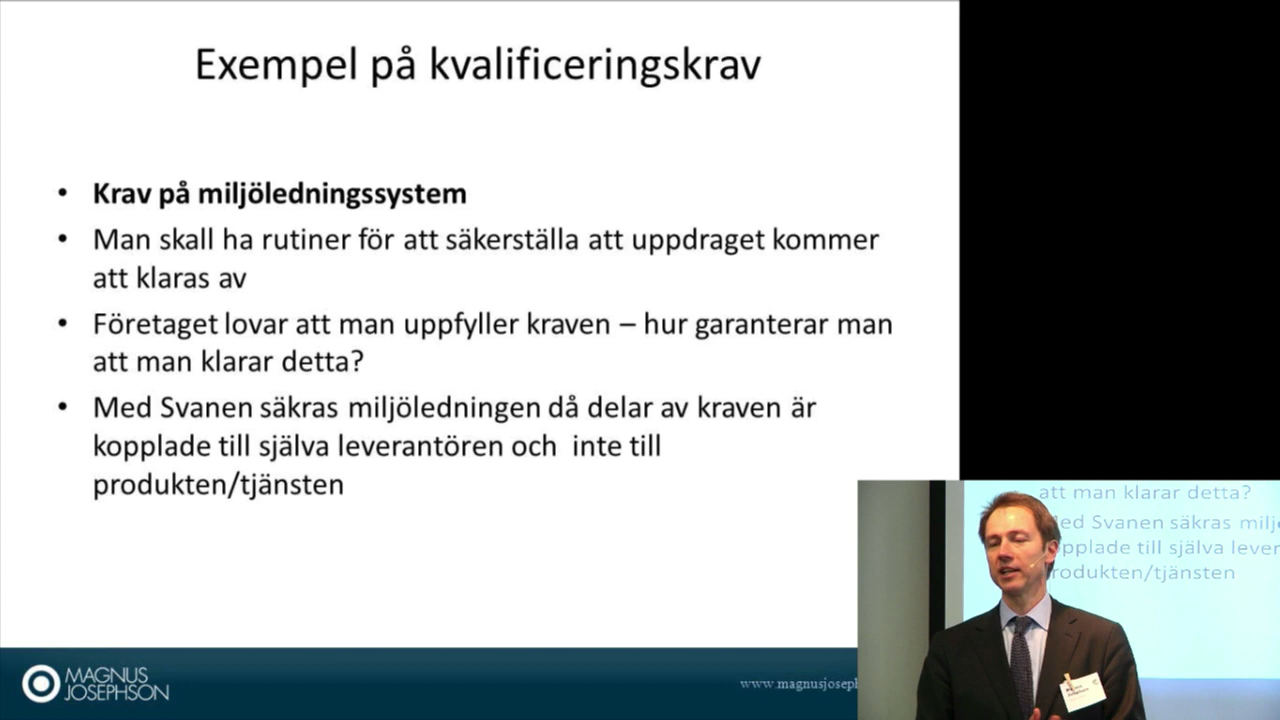 Exempel på kvalificeringskrav
• Krav på miljöledningssystem
• Man skall ha rutiner för att säkerställa att uppdraget kommer
att klaras av
• Företaget lovar att man uppfyller kraven – hur garanterar man
att man klarar detta?
• Med Svanen säkras miljöledningen då delar av kraven är
kopplade till själva leverantören och inte till
produkten/tjänsten
att man klarar detta?
ed Svanen säkras milj
pplade till själva lever
rodukten/tjänsten
MAGNUS
JOSEPHSON
www.magnusjoseph